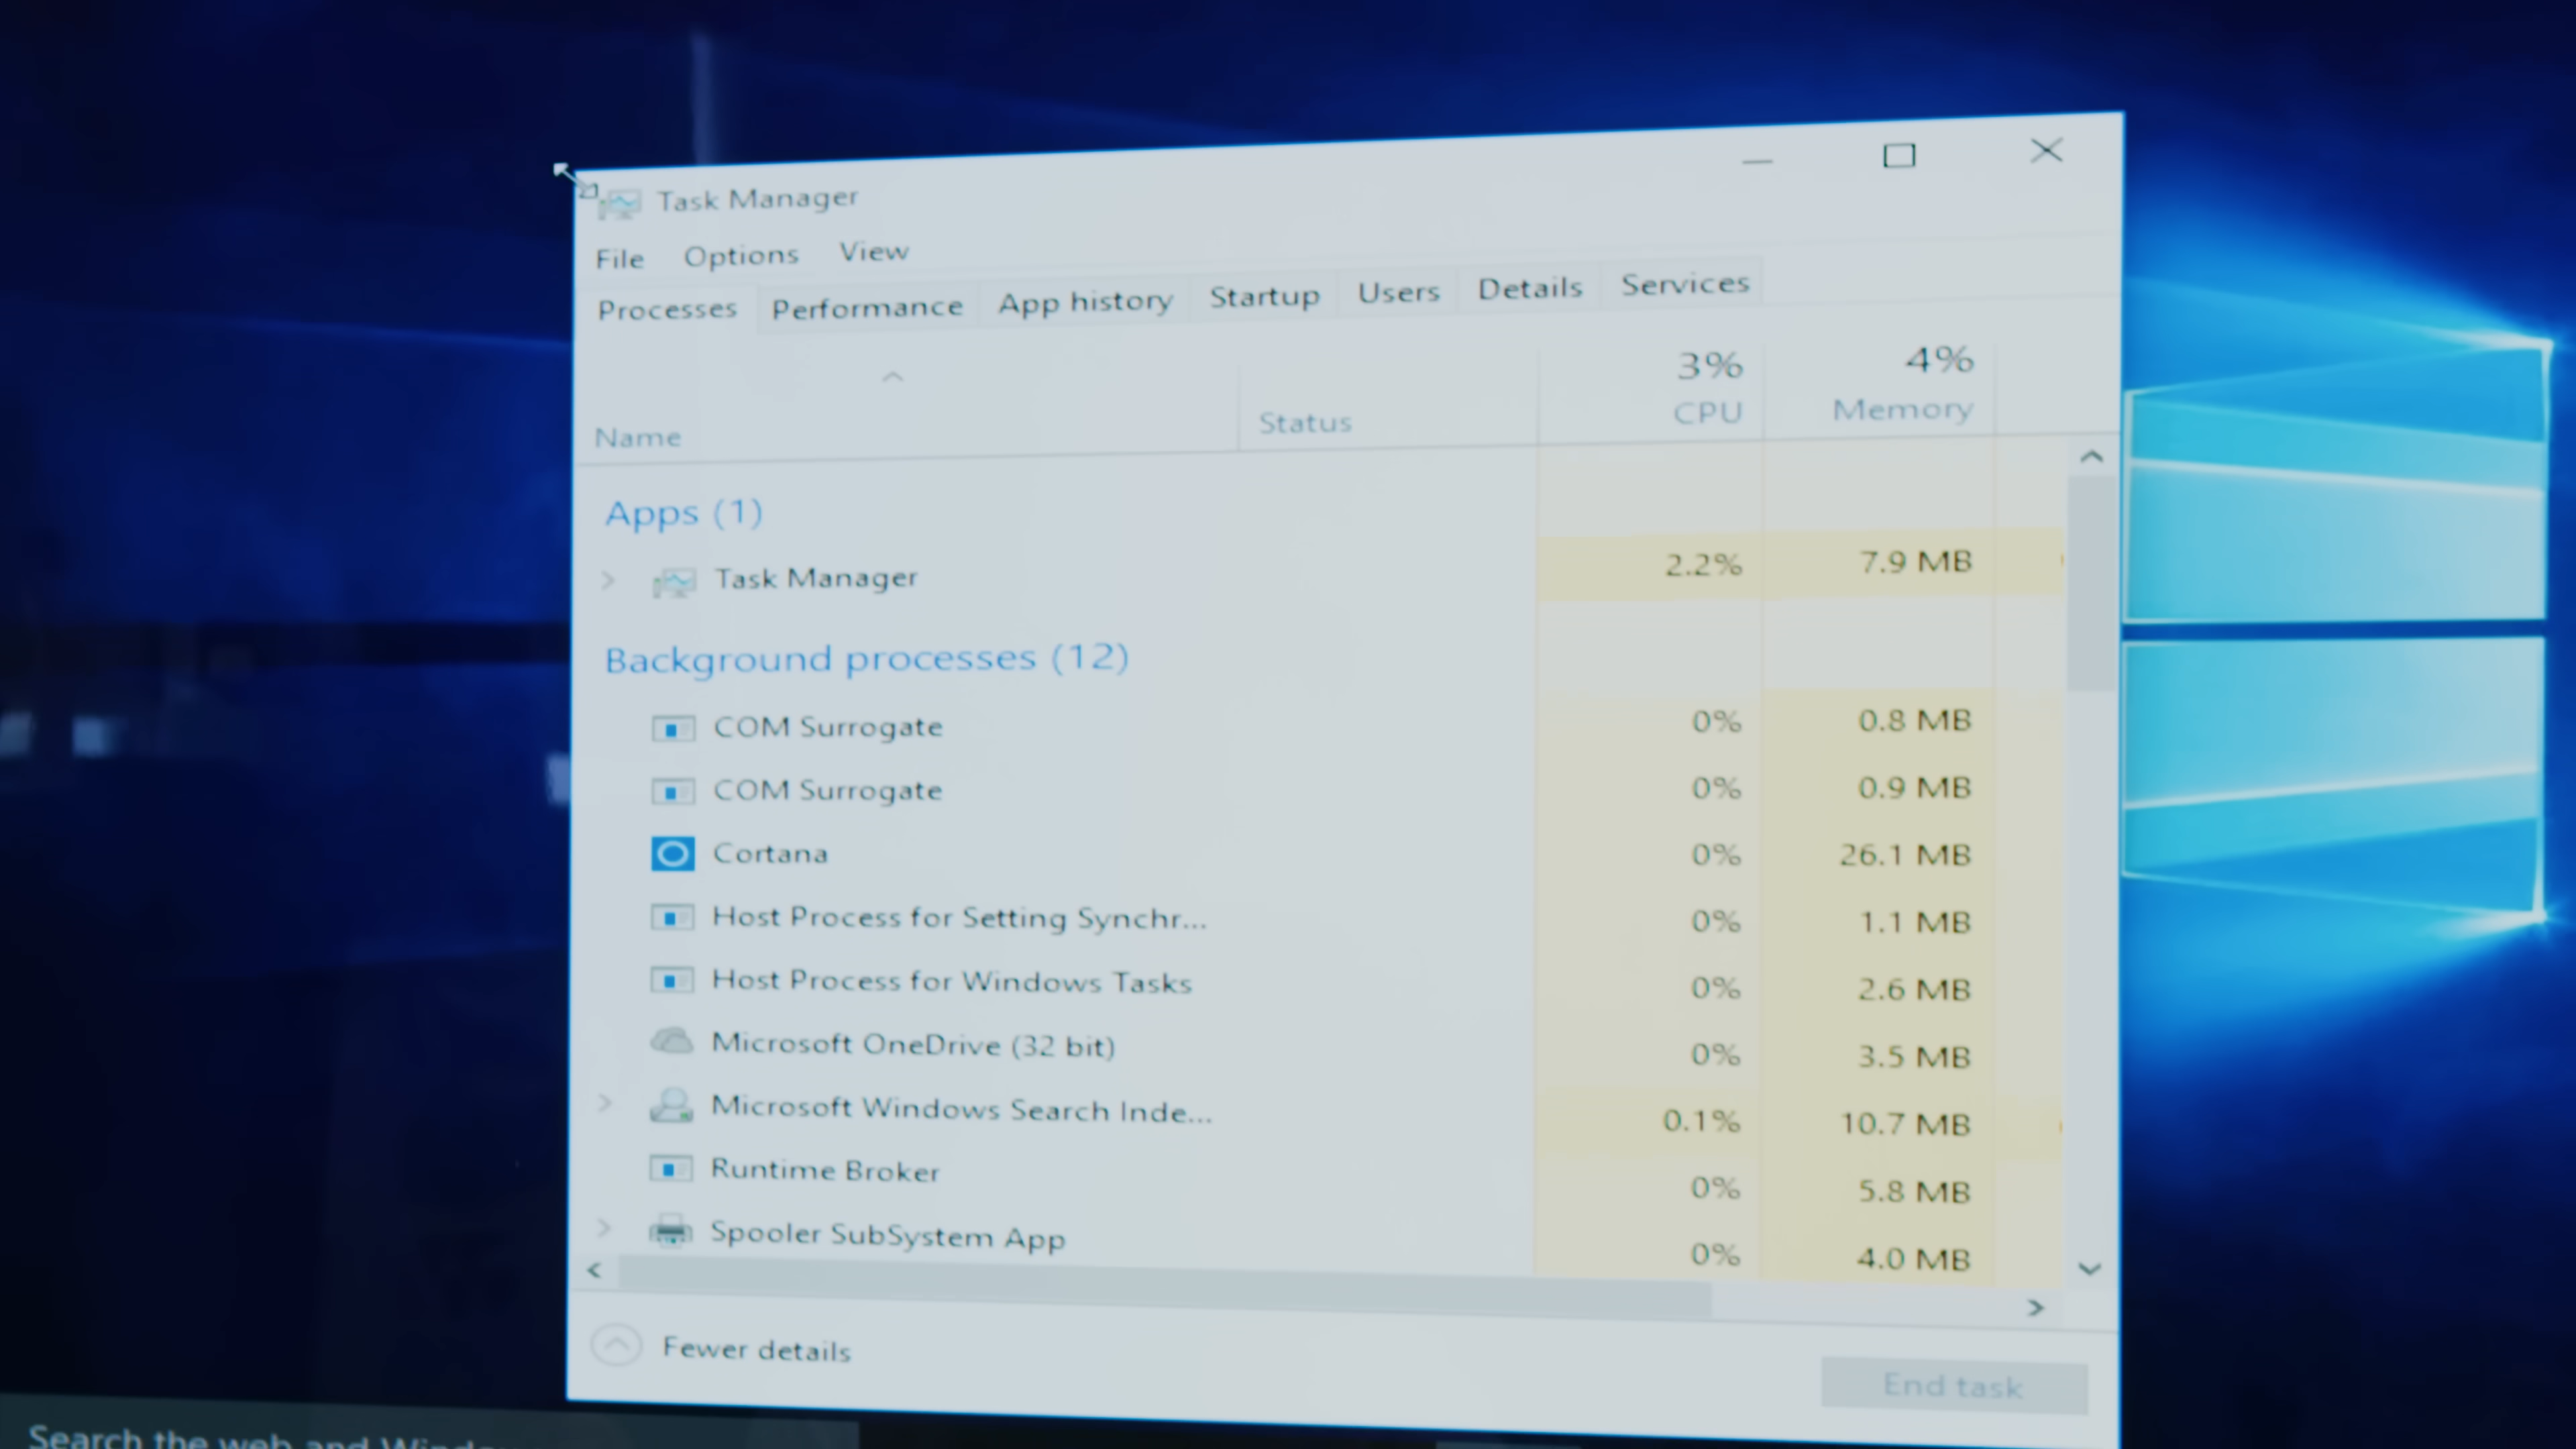 Task Manager
File Options View
Processes Performance App history Startup Users Details Services
3% 4%
Name Status CPU Memory
Apps (1)
Task Manager 2.2% 7.9 MB
Background processes (12)
COM Surrogate 0% 0.8 MB
COM Surrogate 0% 0.9 MB
Cortana 0% 26.1 MB
Host Process for Setting Synchr... 0% 1.1 MB
Host Process for Windows Tasks 0% 2.6 MB
Microsoft OneDrive (32 bit) 0% 3.5 MB
Microsoft Windows Search Inde... 0.1% 10.7 MB
Runtime Broker 0% 5.8 MB
Spooler SubSystem App 0% 4.0 MB
Fewer details
End task
Search the web and